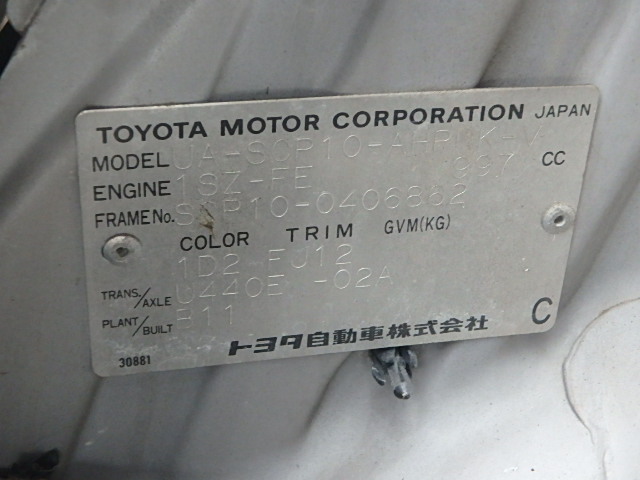 TOYOTA MOTOR CORPORATION JAPAN
MODEL UA-SCP10-AHP
ENGINE 1SZ-FE 997 CC
FRAME No. SCP10-0406862
COLOR TRIM GVM(KG)
1D2 FU12
TRANS./AXLE U440E -02A
PLANT/BUILT
トヨタ自動車株式会社 C
30881